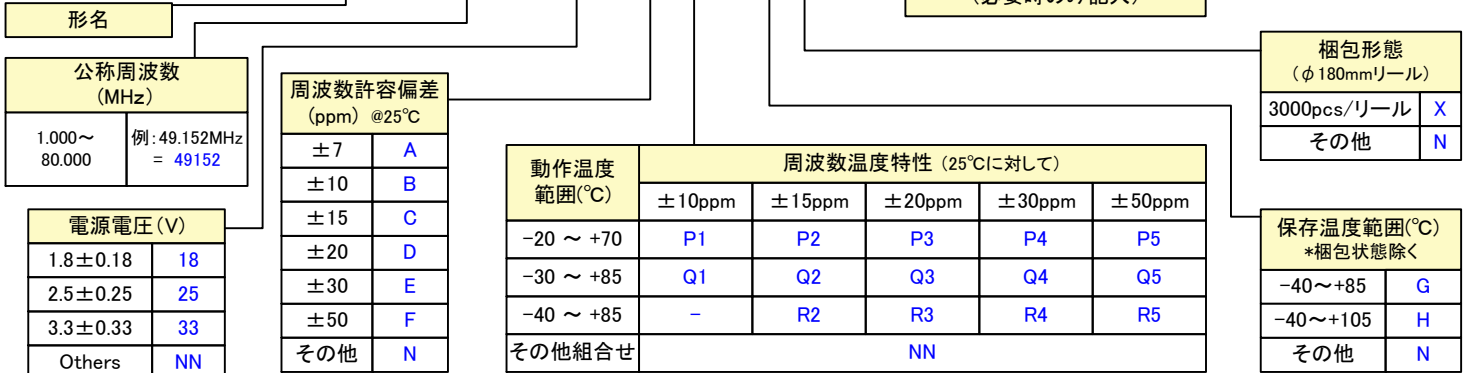 形名
(必要時のみ記入)
公称周波数
(MHz)
1.000～
80.000
例:49.152MHz
= 49152
電源電圧(V)
1.8±0.18 18
2.5±0.25 25
3.3±0.33 33
Others NN
周波数許容偏差
(ppm) @25℃
±7 A
±10 B
±15 C
±20 D
±30 E
±50 F
その他 N
動作温度
範囲(℃)
周波数温度特性 (25℃に対して)
±10ppm ±15ppm ±20ppm ±30ppm ±50ppm
-20 ～ +70 P1 P2 P3 P4 P5
-30 ～ +85 Q1 Q2 Q3 Q4 Q5
-40 ～ +85 - R2 R3 R4 R5
その他組合せ NN
梱包形態
(φ180mmリール)
3000pcs/リール X
その他 N
保存温度範囲(℃)
*梱包状態除く
-40～+85 G
-40～+105 H
その他 N